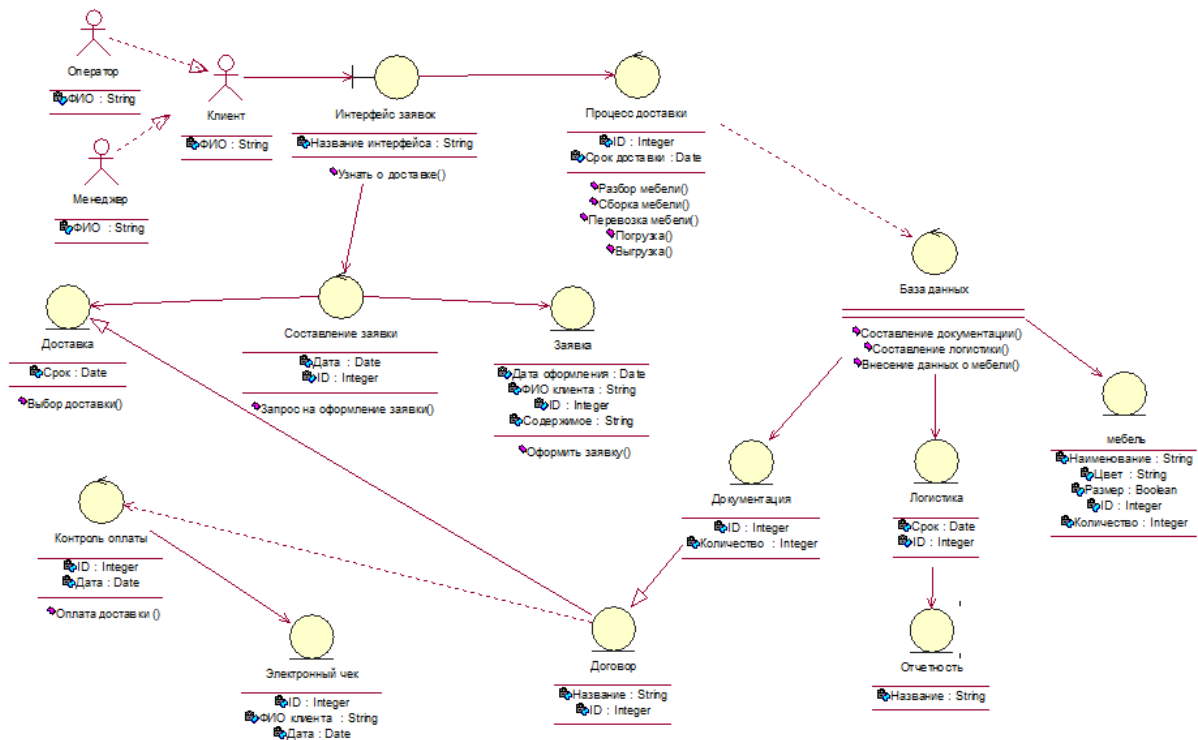 Оператор
ФИО : String
Клиент
ФИО : String
Менеджер
ФИО : String
Интерфейс заявок
Название интерфейса : String
Узнать о доставке()
Процесс доставки
ID : Integer
Срок доставки : Date
Разбор мебели()
Сборка мебели()
Перевозка мебели()
Погрузка()
Выгрузка()
База данных
Составление документации()
Составление логистики()
Внесение данных о мебели()
Доставка
Срок : Date
Выбор доставки()
Составление заявки
Дата : Date
ID : Integer
Запрос на оформление заявки()
Заявка
Дата оформления : Date
ФИО клиента : String
ID : Integer
Содержимое : String
Оформить заявку()
мебель
Наименование : String
Цвет : String
Размер : Boolean
ID : Integer
Количество : Integer
Документация
ID : Integer
Количество : Integer
Логистика
Срок : Date
ID : Integer
Контроль оплаты
ID : Integer
Дата : Date
Оплата доставки ()
Электронный чек
ID : Integer
ФИО клиента : String
Дата : Date
Договор
Название : String
ID : Integer
Отчетность
Название : String